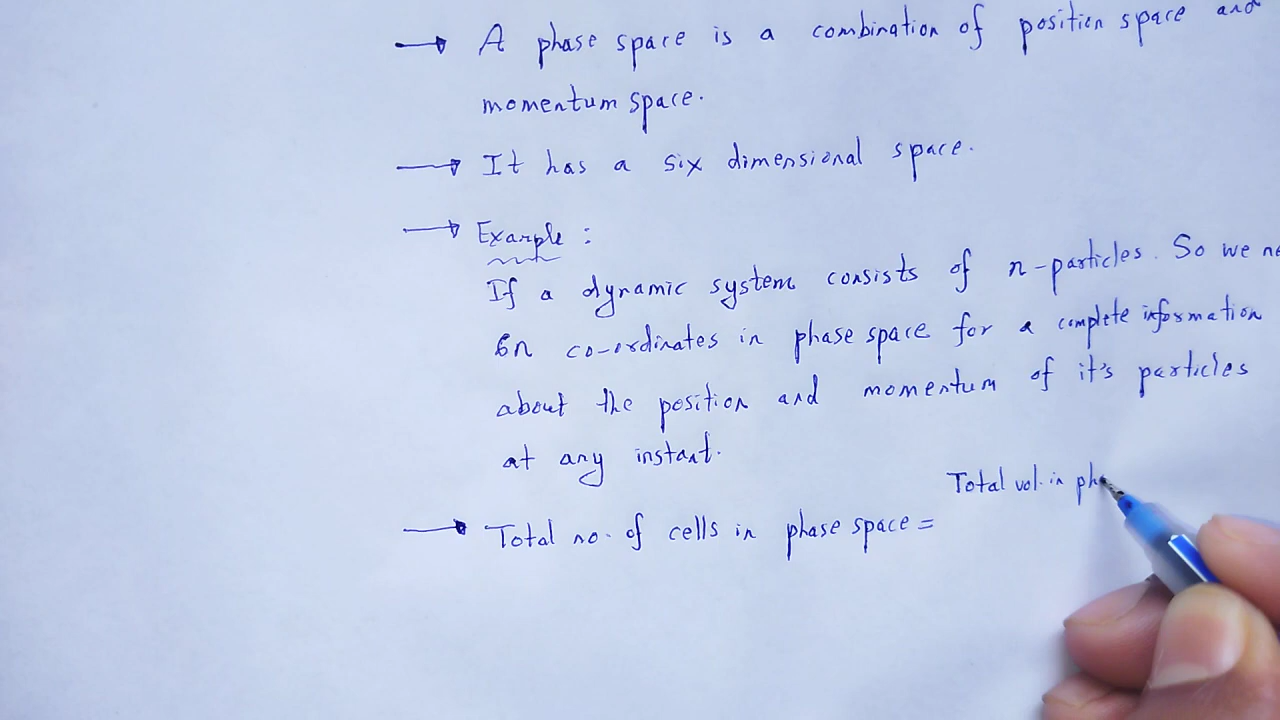 A phase space is a combination of position space and
momentum space.
It has a six dimensional space.
Example :
If a dynamic system consists of n-particles. So we
6n co-ordinates in phase space for a complete information
about the position and momentum of it's particles
at any instant.
Total vol. in
Total no. of cells in phase space =